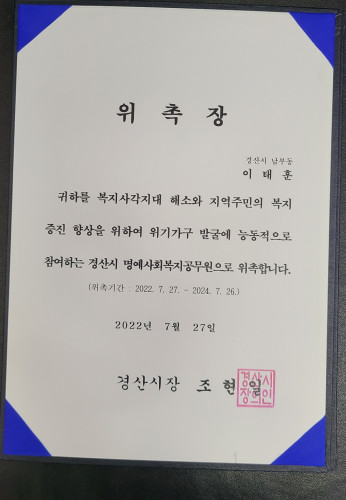 위 촉 장
경산시 남부동
이 태 훈
귀하를 복지사각지대 해소와 지역주민의 복지
증진 향상을 위하여 위기가구 발굴에 능동적으로
참여하는 경산시 명예사회복지공무원으로 위촉합니다.
(위촉기간 : 2022. 7. 27. ~ 2024. 7. 26.)
2022년 7월 27일
경산시장 조 현 일
경산시
장의인